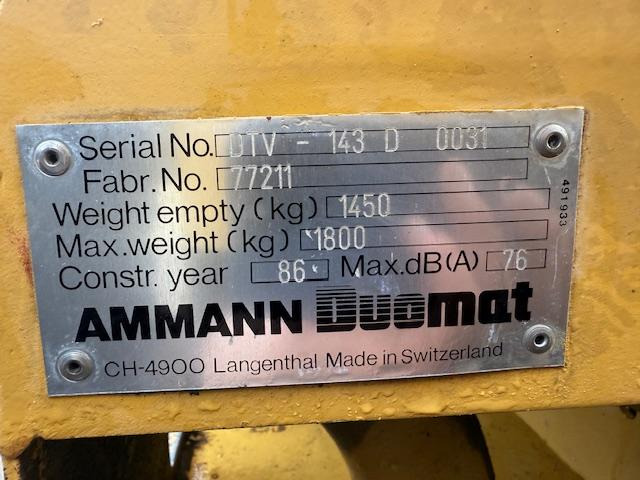 Serial No. DTV - 143 D 0031
Fabr. No. 77211
Weight empty (kg) 1450
Max. weight (kg) 1800
Constr. year 86 Max. dB(A) 76
AMMANN Duomat
CH-4900 Langenthal Made in Switzerland
491933